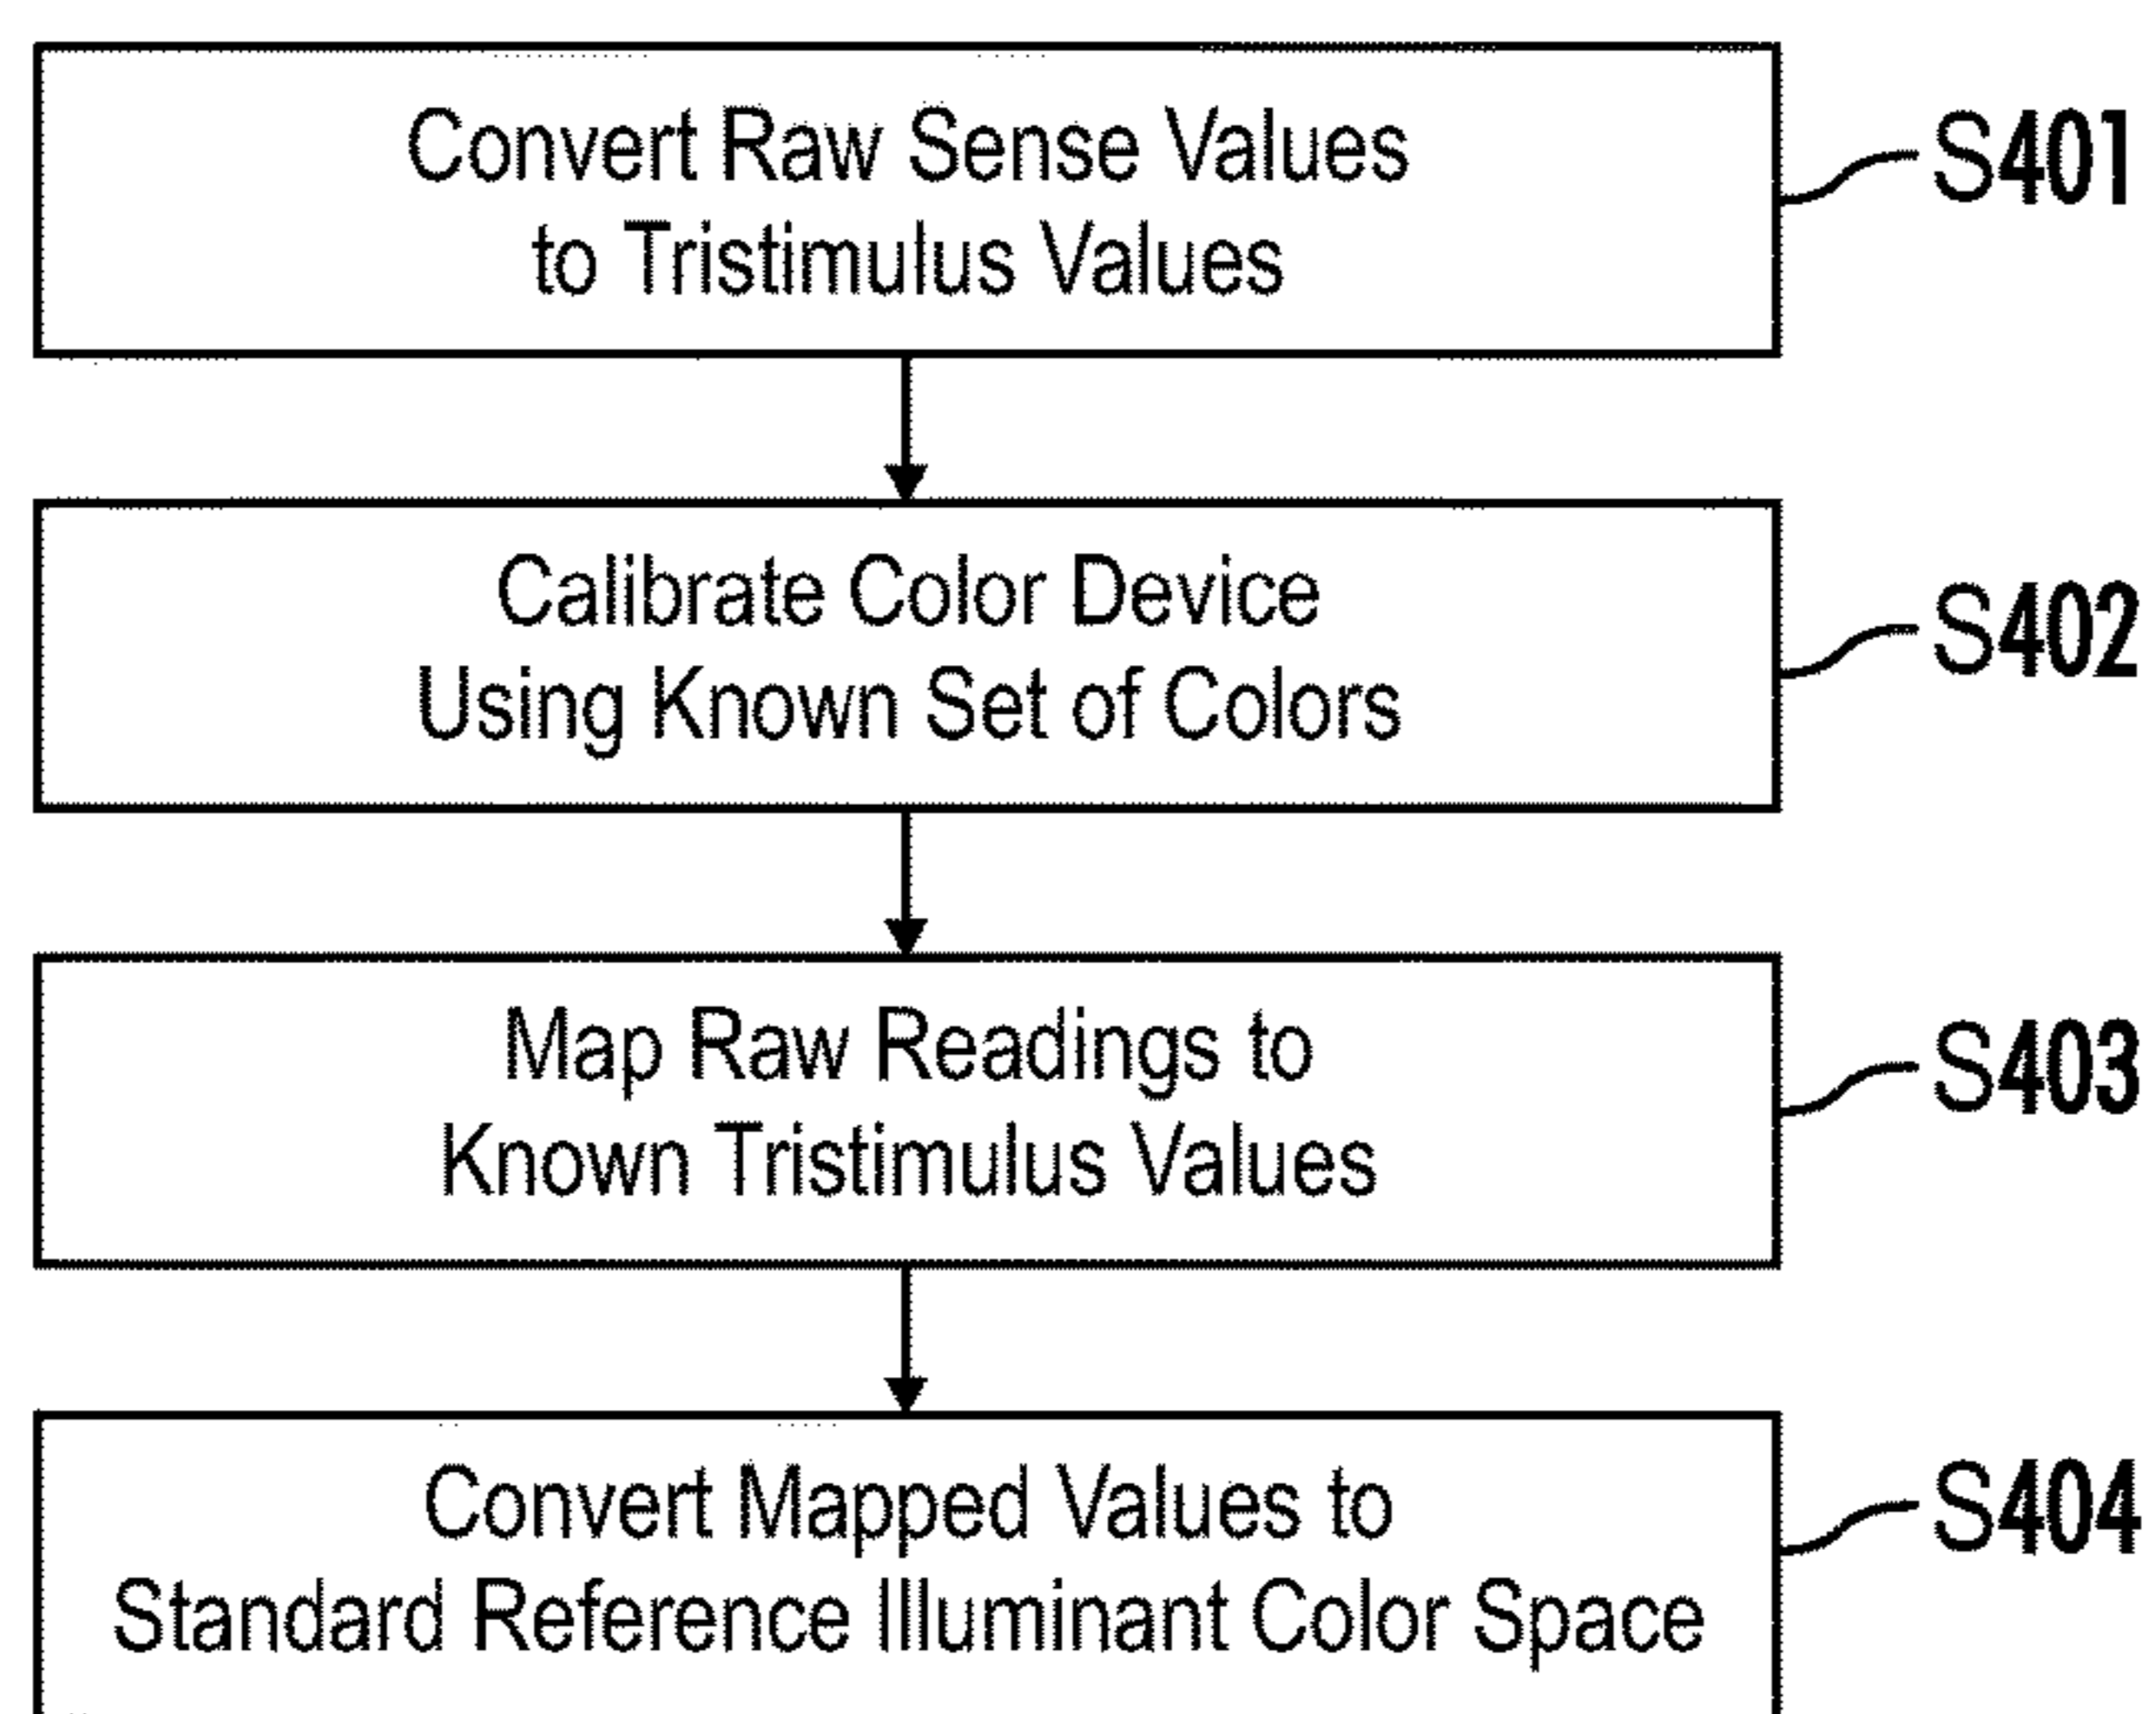 Convert Raw Sense Values
to Tristimulus Values
S401
Calibrate Color Device
Using Known Set of Colors
S402
Map Raw Readings to
Known Tristimulus Values
S403
Convert Mapped Values to
Standard Reference Illuminant Color Space
S404